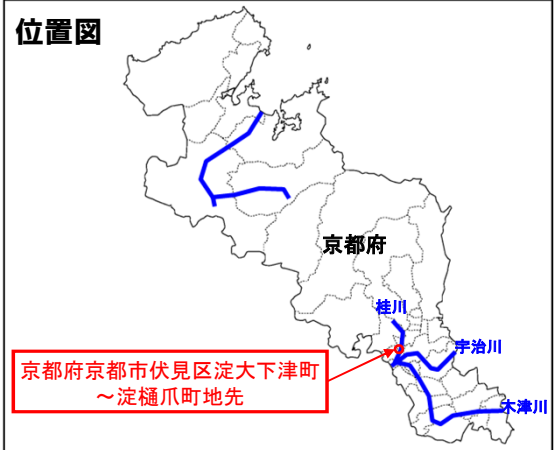 位置図
京都府
桂川
宇治川
京都府京都市伏見区淀大下津町
～淀樋爪町地先
木津川